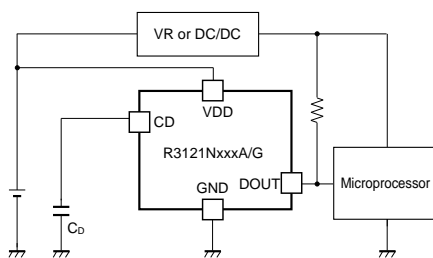 VR or DC/DC
VDD
CD
R3121NxxxA/G
DOUT
GND
Microprocessor
CD